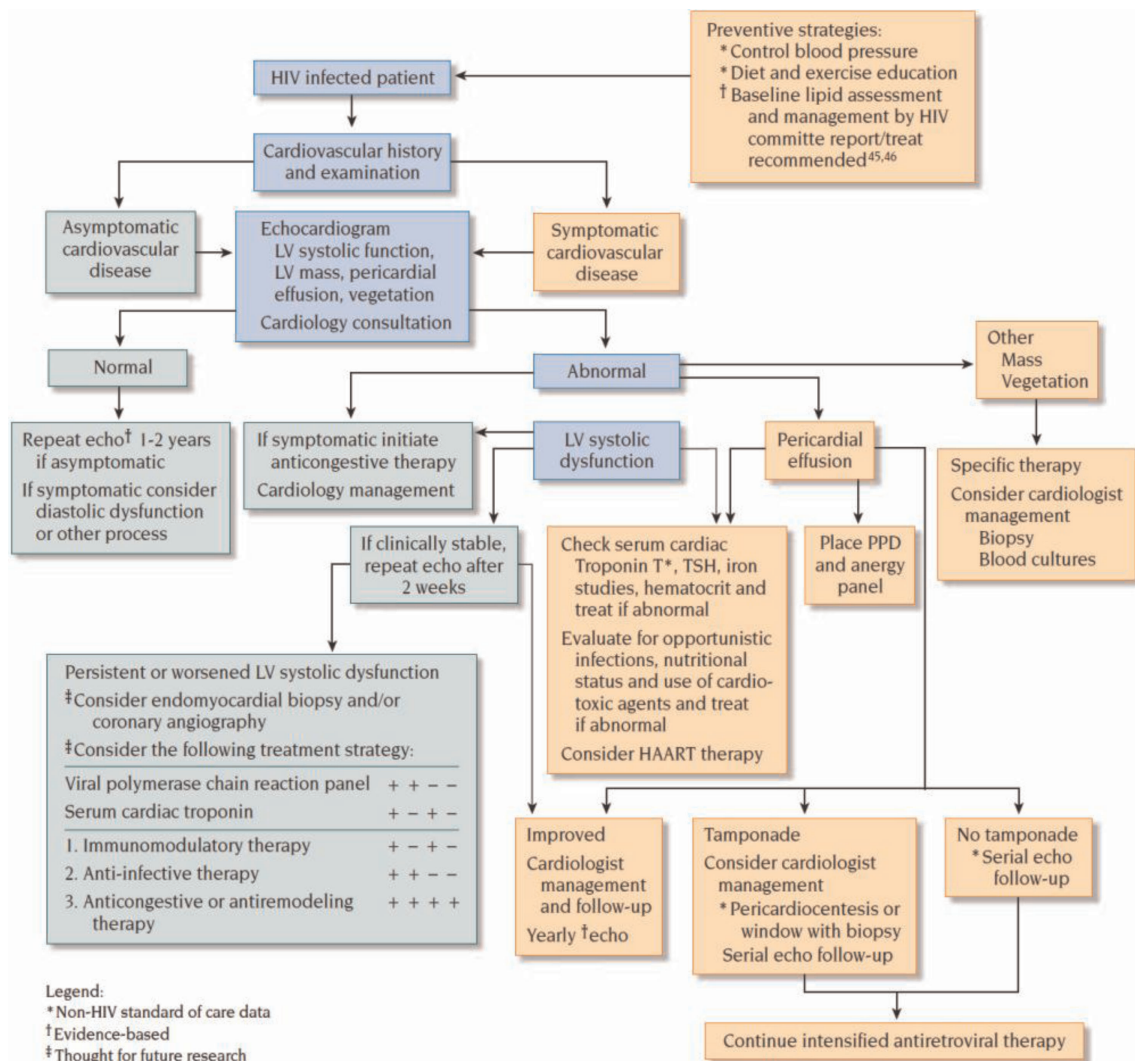 Preventive strategies:
* Control blood pressure
* Diet and exercise education
† Baseline lipid assessment
and management by HIV
committe report/treat
recommended45,46
HIV infected patient
Cardiovascular history
and examination
Asymptomatic
cardiovascular
disease
Echocardiogram
LV systolic function,
LV mass, pericardial
effusion, vegetation
Cardiology consultation
Symptomatic
cardiovascular
disease
Normal
Abnormal
Other
Mass
Vegetation
Repeat echo† 1-2 years
if asymptomatic
If symptomatic consider
diastolic dysfunction
or other process
If symptomatic initiate
anticongestive therapy
Cardiology management
LV systolic
dysfunction
Pericardial
effusion
Specific therapy
Consider cardiologist
management
Biopsy
Blood cultures
If clinically stable,
repeat echo after
2 weeks
Check serum cardiac
Troponin T*, TSH, iron
studies, hematocrit and
treat if abnormal
Evaluate for opportunistic
infections, nutritional
status and use of cardio-
toxic agents and treat
if abnormal
Consider HAART therapy
Place PPD
and anergy
panel
Persistent or worsened LV systolic dysfunction
‡Consider endomyocardial biopsy and/or
coronary angiography
‡Consider the following treatment strategy:
Viral polymerase chain reaction panel + + – –
Serum cardiac troponin + – + –
1. Immunomodulatory therapy + – + –
2. Anti-infective therapy + + – –
3. Anticongestive or antiremodeling + + + +
therapy
Improved
Cardiologist
management
and follow-up
Yearly †echo
Tamponade
Consider cardiologist
management
* Pericardiocentesis or
window with biopsy
Serial echo follow-up
No tamponade
* Serial echo
follow-up
Continue intensified antiretroviral therapy
Legend:
* Non-HIV standard of care data
† Evidence-based
‡ Thought for future research